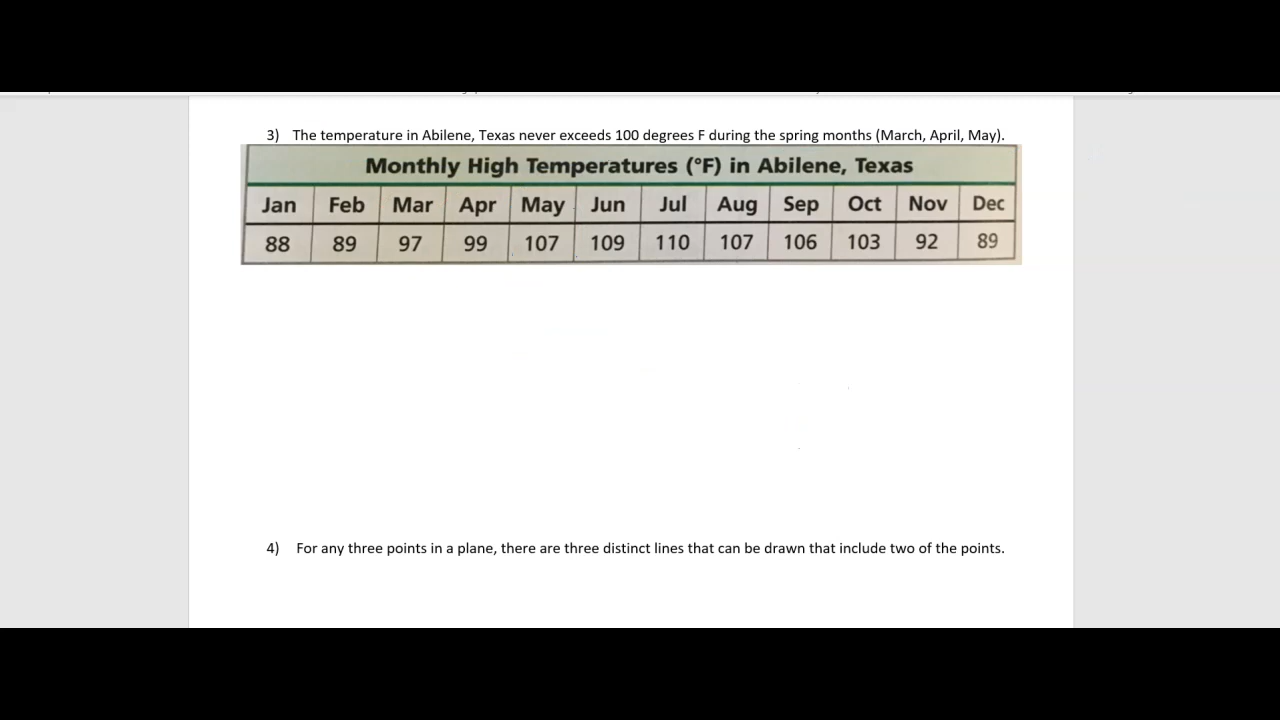 3) The temperature in Abilene, Texas never exceeds 100 degrees F during the spring months (March, April, May).
Monthly High Temperatures (°F) in Abilene, Texas
Jan Feb Mar Apr May Jun Jul Aug Sep Oct Nov Dec
88 89 97 99 107 109 110 107 106 103 92 89
4) For any three points in a plane, there are three distinct lines that can be drawn that include two of the points.